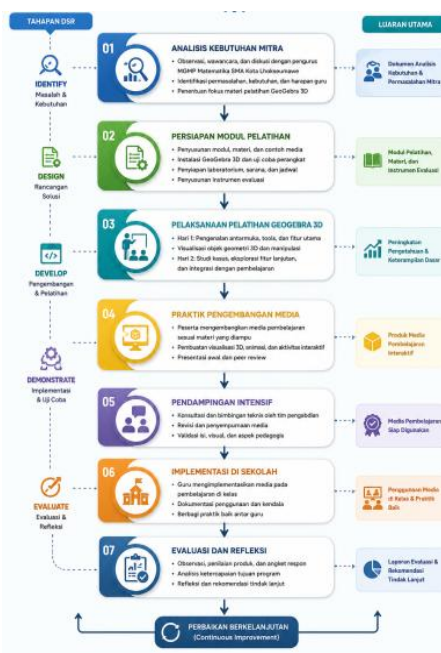 TAHAPAN DSR
LUARAN UTAMA
IDENTIFY
Masalah &
Kebutuhan
01
ANALISIS KEBUTUHAN MITRA
• Observasi, wawancara, dan diskusi dengan pengurus
MGMP Matematika SMA Kota Lhokseumawe
• Identifikasi permasalahan, kebutuhan, dan harapan guru
• Penentuan fokus materi pelatihan GeoGebra 3D
Dokumen Analisis
Kebutuhan &
Permasalahan Mitra
DESIGN
Rancangan
Solusi
02
PERSIAPAN MODUL PELATIHAN
• Penyusunan modul, materi, dan contoh media
• Instalasi GeoGebra 3D dan uji coba perangkat
• Penyiapan laboratorium, sarana, dan jadwal
• Penyusunan instrumen evaluasi
Modul Pelatihan,
Materi, dan
Instrumen Evaluasi
DEVELOP
Pengembangan
& Pelatihan
03
PELAKSANAAN PELATIHAN GEOGEBRA 3D
• Hari 1: Pengenalan antarmuka, tools, dan fitur utama
• Visualisasi objek geometri 3D dan manipulasi
• Hari 2: Studi kasus, eksplorasi fitur lanjutan,
dan integrasi dengan pembelajaran
Peningkatan
Pengetahuan &
Keterampilan Dasar
04
PRAKTIK PENGEMBANGAN MEDIA
• Peserta mengembangkan media pembelajaran
sesuai materi yang diampu
• Pembuatan visualisasi 3D, animasi, dan aktivitas interaktif
• Presentasi awal dan peer review
Produk Media
Pembelajaran
Interaktif
DEMONSTRATE
Implementasi
& Uji Coba
05
PENDAMPINGAN INTENSIF
• Konsultasi dan bimbingan teknis oleh tim pengabdian
• Revisi dan penyempurnaan media
• Validasi isi, visual, dan aspek pedagogis
Media Pembelajaran
Siap Digunakan
EVALUATE
Evaluasi &
Refleksi
06
IMPLEMENTASI DI SEKOLAH
• Guru mengimplementasikan media pada
pembelajaran di kelas
• Dokumentasi penggunaan dan kendala
• Berbagi praktik baik antar guru
Penggunaan Media
di Kelas & Praktik
Baik
07
EVALUASI DAN REFLEKSI
• Observasi, penilaian produk, dan angket respon
• Analisis ketercapaian tujuan program
• Refleksi dan rekomendasi tindak lanjut
Laporan Evaluasi &
Rekomendasi
Tindak Lanjut
PERBAIKAN BERKELANJUTAN
(Continuous Improvement)